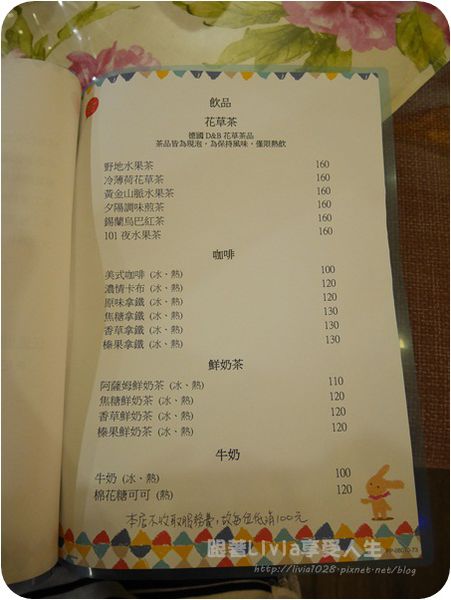 飲品
花草茶
德國 D&B 花草茶品
茶品皆為現泡，為保持風味，僅限熱飲
野地水果茶 160
冷薄荷花草茶 160
黃金山脈水果茶 160
夕陽調味煎茶 160
錫蘭烏巴紅茶 160
101 夜水果茶 160
咖啡
美式咖啡 (冰、熱) 100
濃情卡布 (冰、熱) 120
原味拿鐵 (冰、熱) 120
焦糖拿鐵 (冰、熱) 130
香草拿鐵 (冰、熱) 130
榛果拿鐵 (冰、熱) 130
鮮奶茶
阿薩姆鮮奶茶 (冰、熱) 110
焦糖鮮奶茶 (冰、熱) 120
香草鮮奶茶 (冰、熱) 120
榛果鮮奶茶 (冰、熱) 120
牛奶
牛奶 (冰、熱) 100
棉花糖可可 (熱) 120
本店不收取服務費，故每位低消100元
跟著Livia享受人生
http://livia1028.pixnet.net/blog